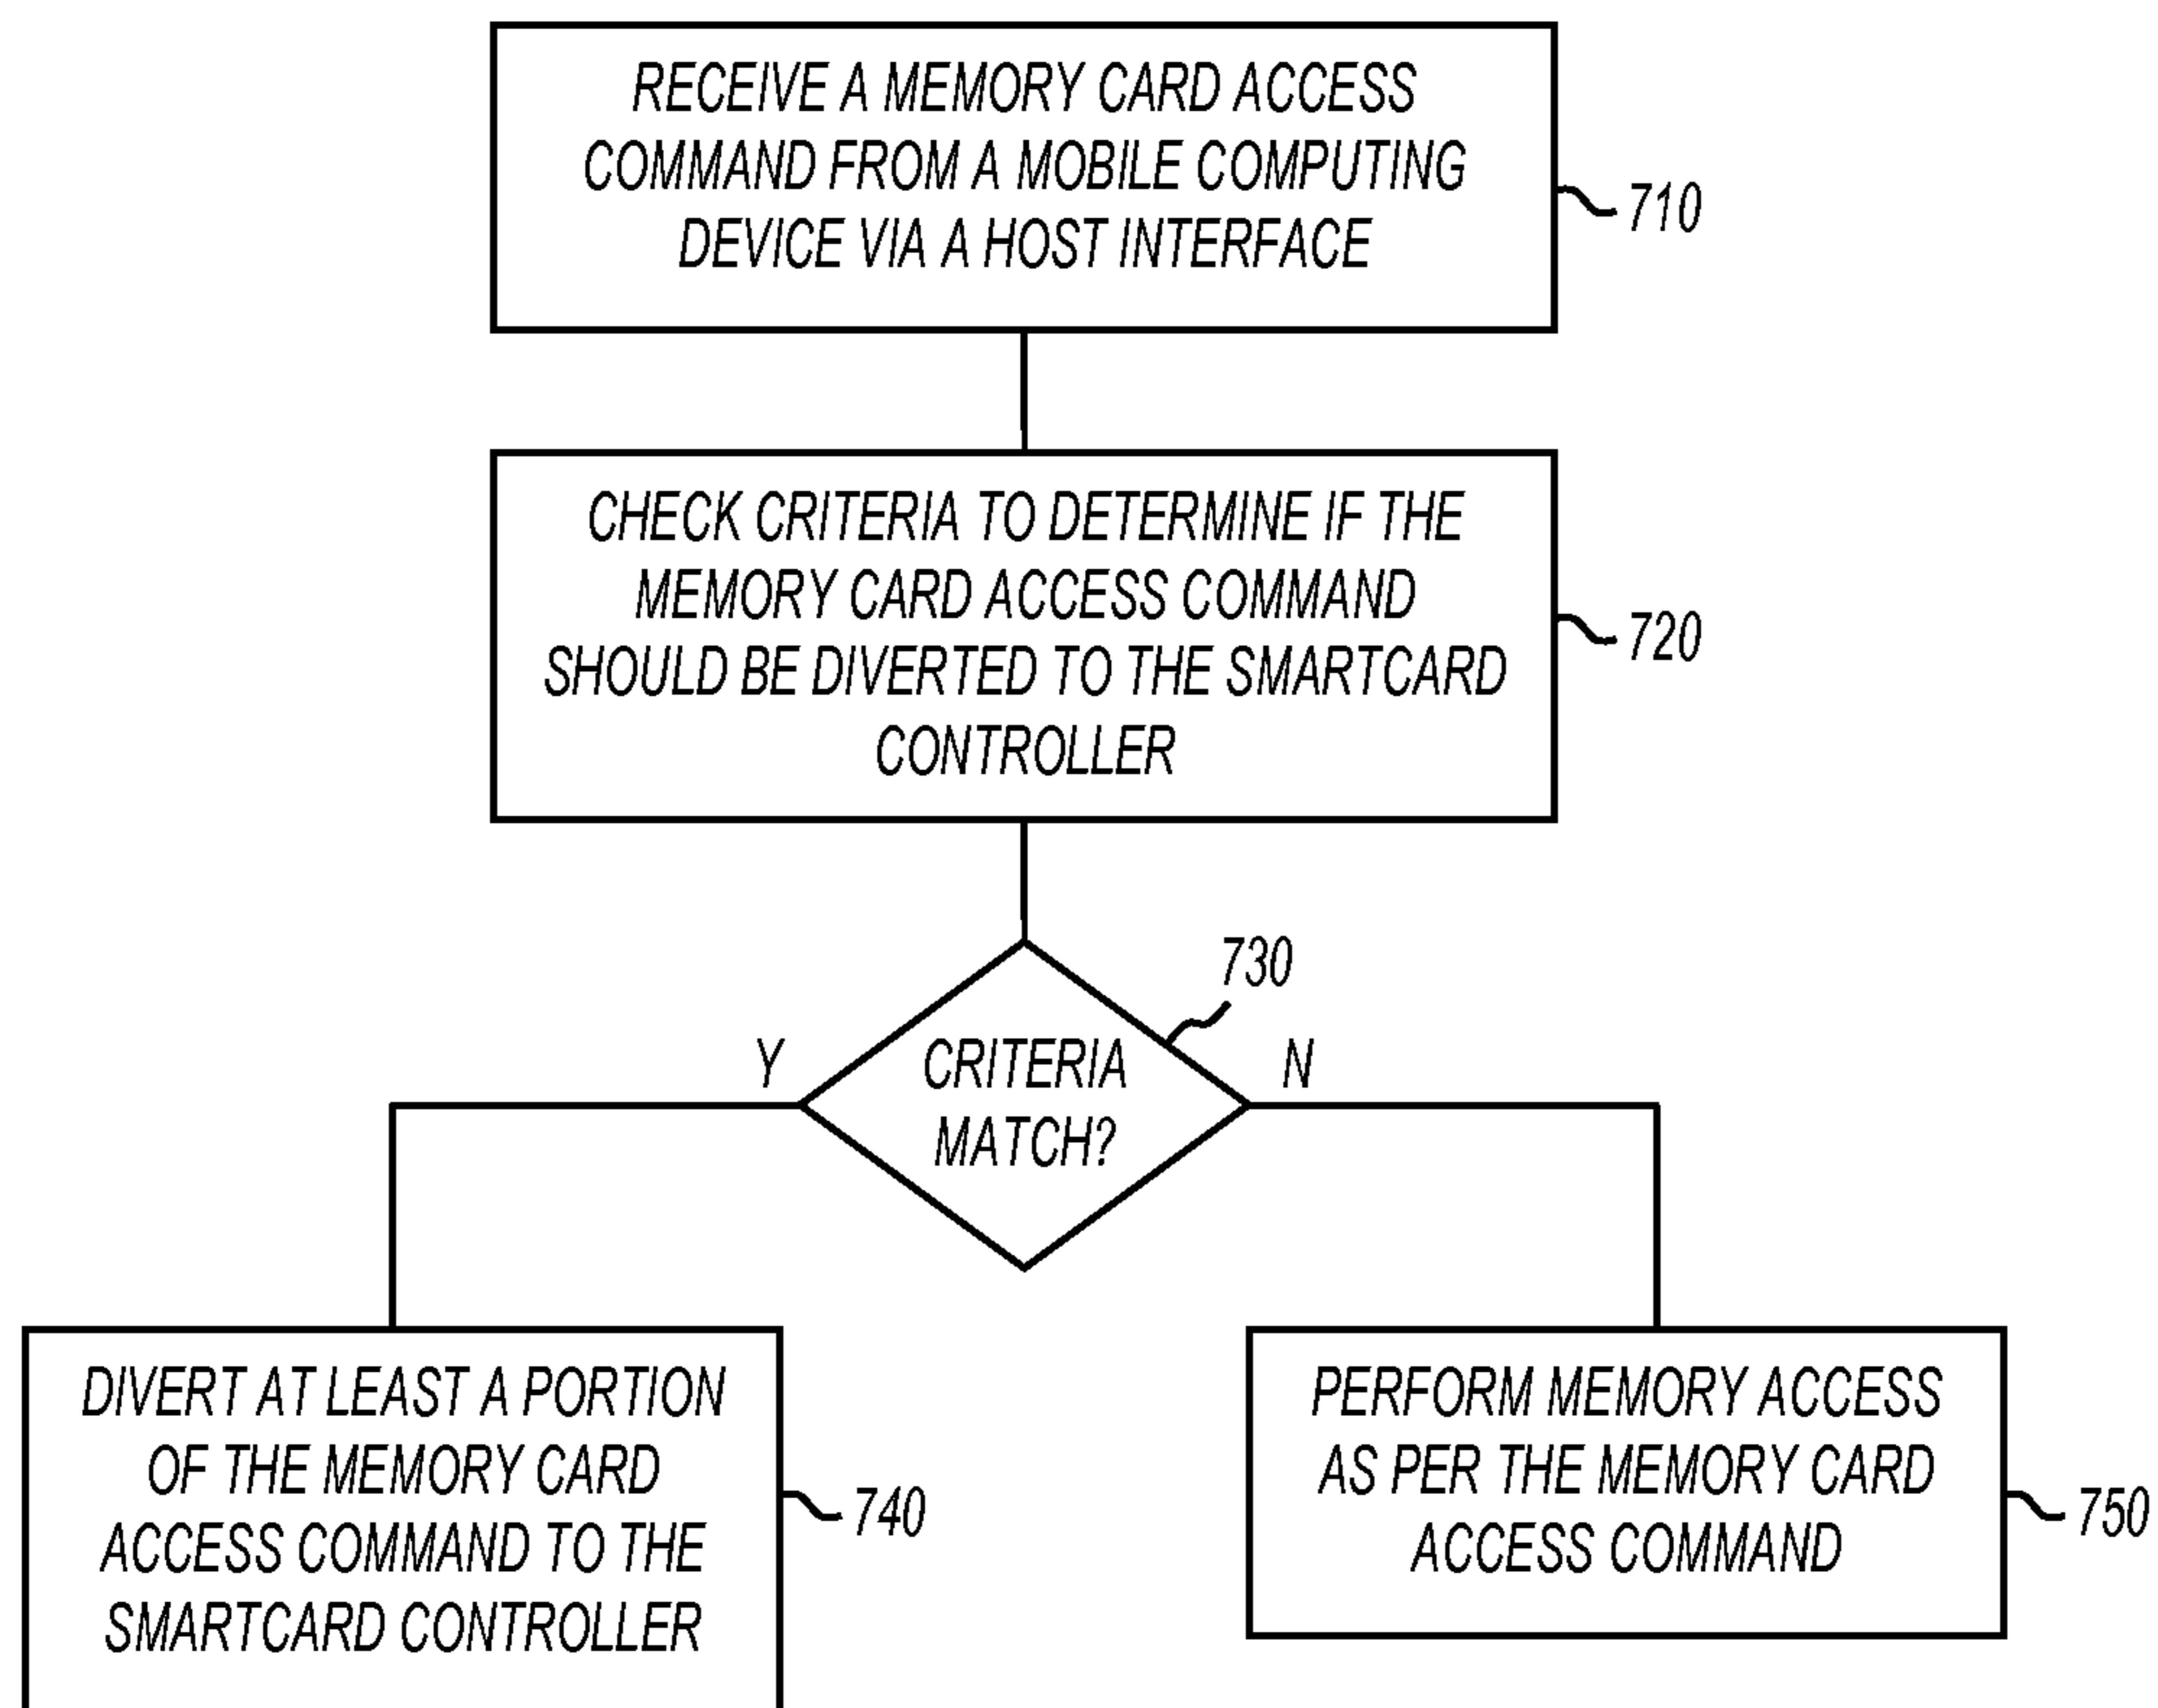 RECEIVE A MEMORY CARD ACCESS
COMMAND FROM A MOBILE COMPUTING
DEVICE VIA A HOST INTERFACE
710
CHECK CRITERIA TO DETERMINE IF THE
MEMORY CARD ACCESS COMMAND
SHOULD BE DIVERTED TO THE SMARTCARD
CONTROLLER
720
730
Y
CRITERIA
MATCH?
N
DIVERT AT LEAST A PORTION
OF THE MEMORY CARD
ACCESS COMMAND TO THE
SMARTCARD CONTROLLER
740
PERFORM MEMORY ACCESS
AS PER THE MEMORY CARD
ACCESS COMMAND
750